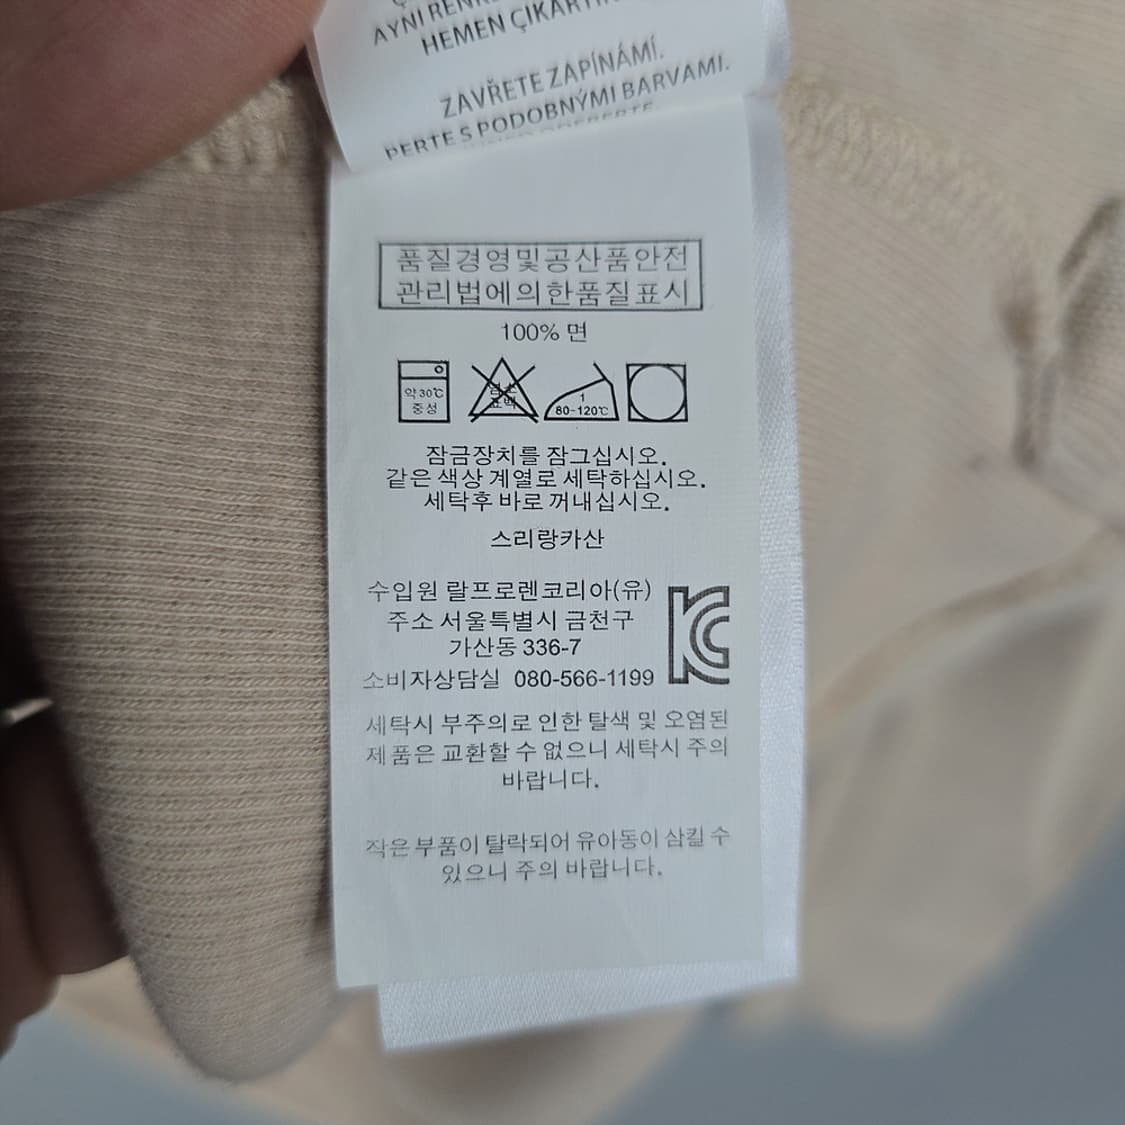 AYNI
HEMEN
ZAVŘETE ZAPÍNÁMÍ.
PERTE S PODOBNÝMI BARVAMI.
품질경영및공산품안전
관리법에의한품질표시
100% 면
약 30℃
중성
염소
표백
1
80-120℃
잠금장치를 잠그십시오.
같은 색상 계열로 세탁하십시오.
세탁후 바로 꺼내십시오.
스리랑카산
수입원 랄프로렌코리아(유)
주소 서울특별시 금천구
가산동 336-7
소비자상담실 080-566-1199
세탁시 부주의로 인한 탈색 및 오염된
제품은 교환할 수 없으니 세탁시 주의
바랍니다.
작은 부품이 탈락되어 유아동이 삼킬 수
있으니 주의 바랍니다.